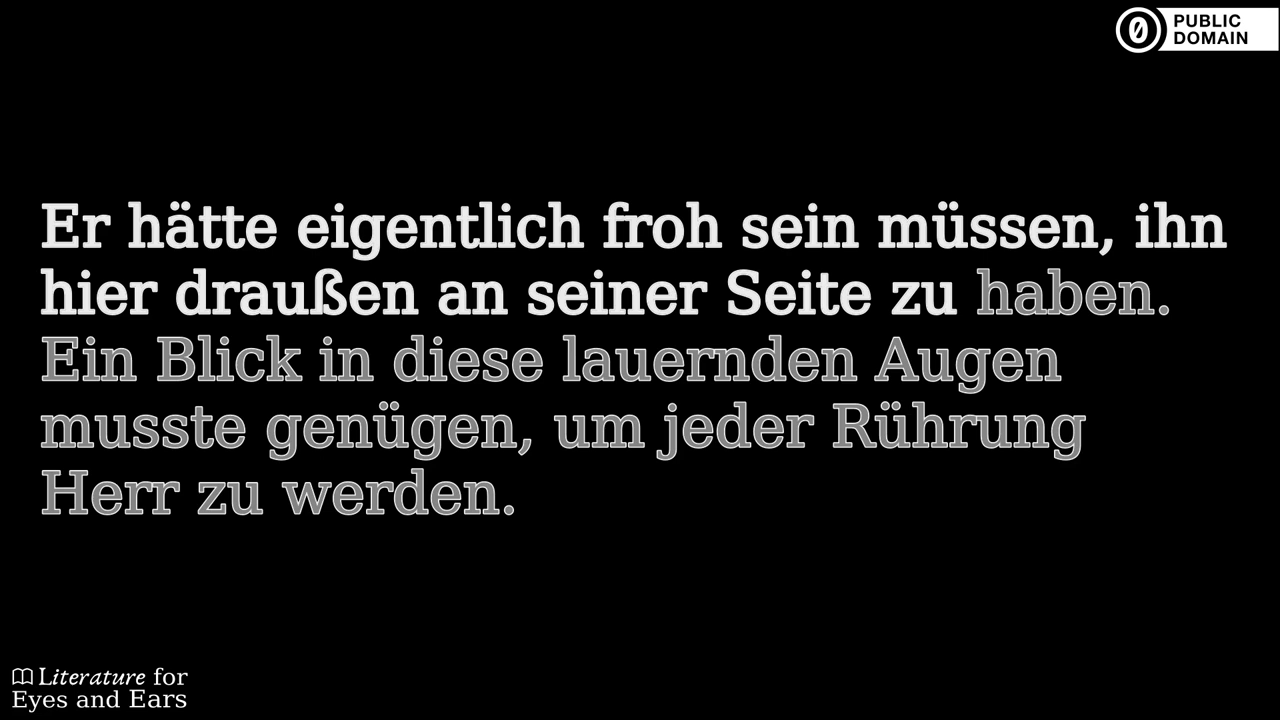 PUBLIC
DOMAIN
Er hätte eigentlich froh sein müssen, ihn
hier draußen an seiner Seite zu haben.
Ein Blick in diese lauernden Augen
musste genügen, um jeder Rührung
Herr zu werden.
Literature for
Eyes and Ears